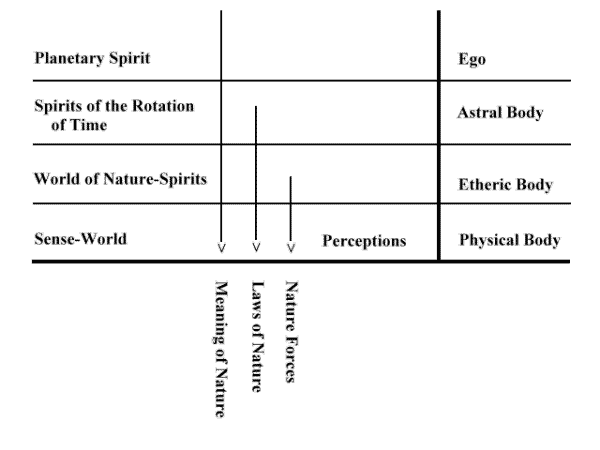 Planetary Spirit
Ego
Spirits of the Rotation
of Time
Astral Body
World of Nature-Spirits
Etheric Body
Sense-World
Perceptions
Physical Body
Meaning of Nature
Laws of Nature
Nature Forces